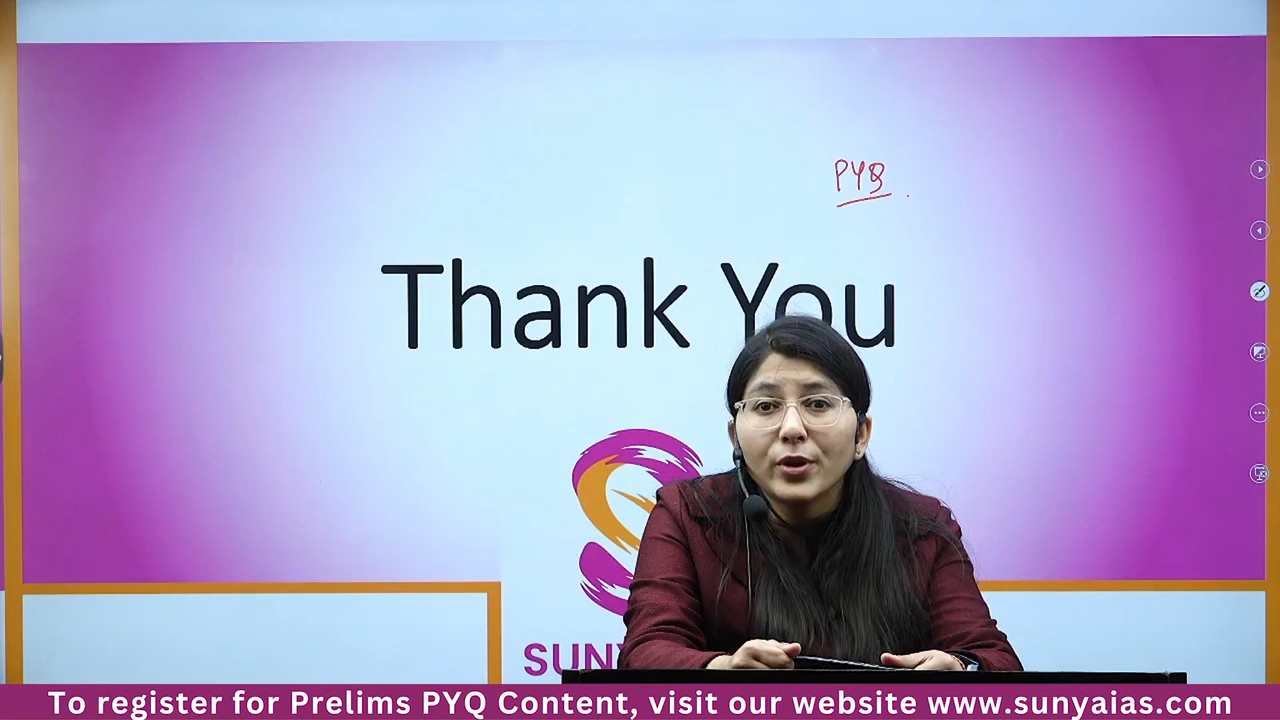 PYQ
Thank You
SUN
To register for Prelims PYQ Content, visit our website www.sunyaias.com